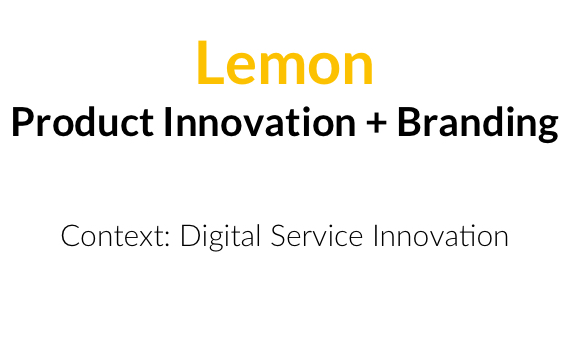 Lemon
Product Innovation + Branding
Context: Digital Service Innovation